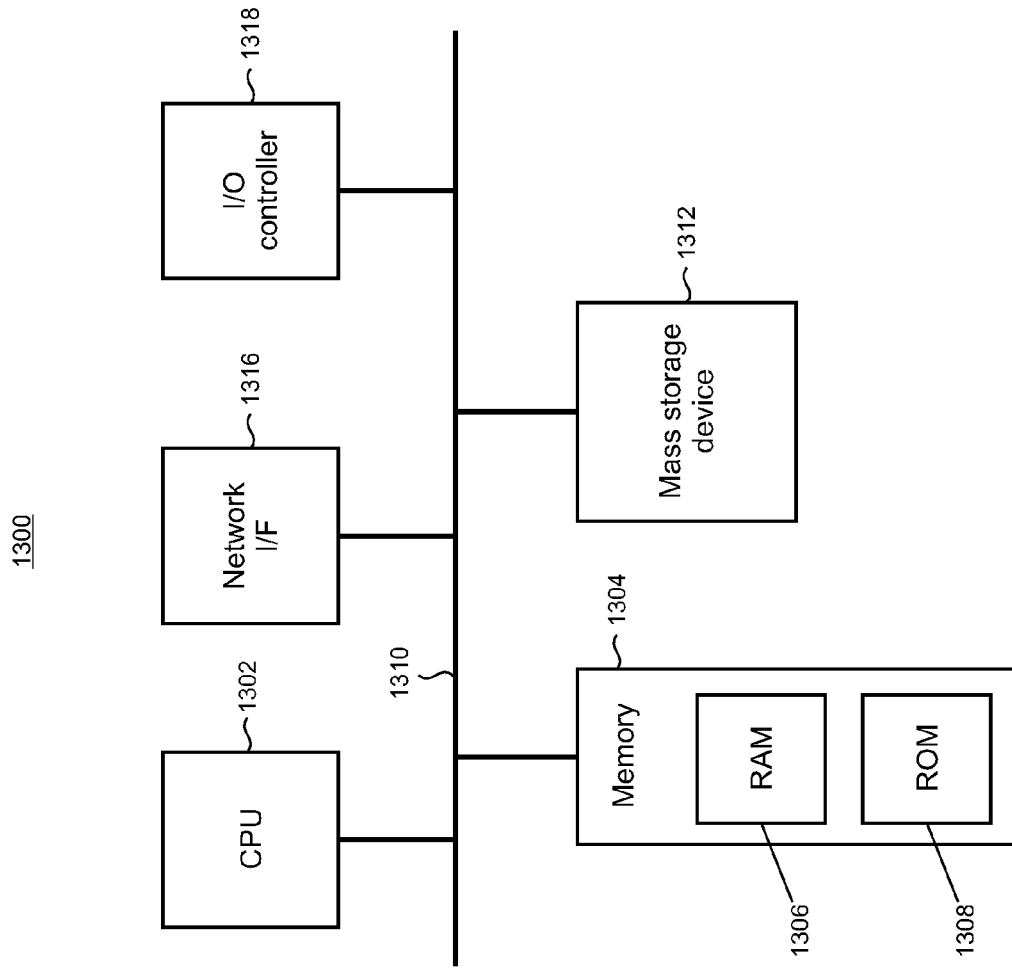 1300
1302
CPU
1316
Network
I/F
1318
I/O
controller
1310
1304
Memory
1306
RAM
1308
ROM
1312
Mass storage
device